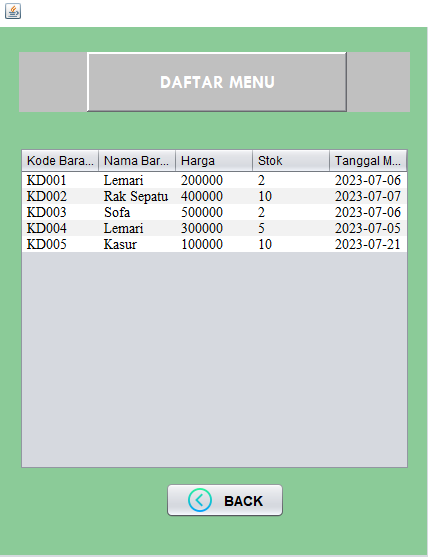 DAFTAR MENU
Kode Bara... Nama Bar... Harga Stok Tanggal M...
KD001 Lemari 200000 2 2023-07-06
KD002 Rak Sepatu 400000 10 2023-07-07
KD003 Sofa 500000 2 2023-07-06
KD004 Lemari 300000 5 2023-07-05
KD005 Kasur 100000 10 2023-07-21
BACK